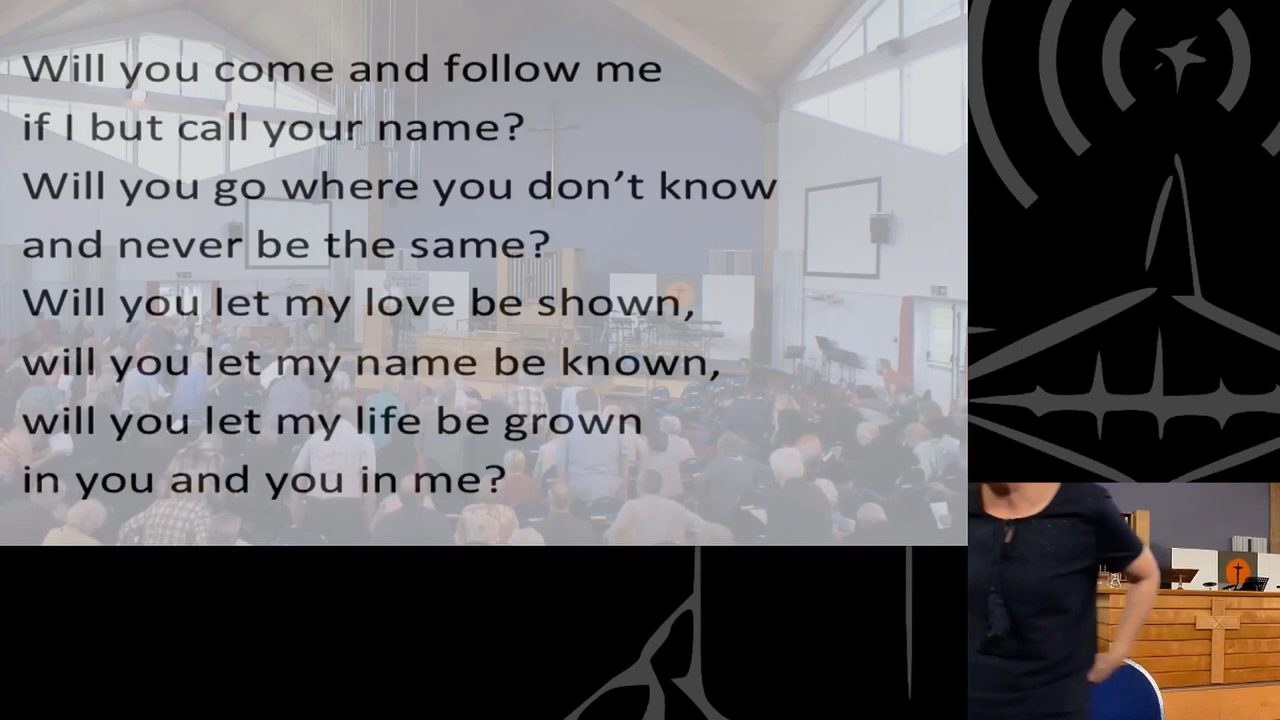 Will you come and follow me
if I but call your name?
Will you go where you don’t know
and never be the same?
Will you let my love be shown,
will you let my name be known,
will you let my life be grown
in you and you in me?